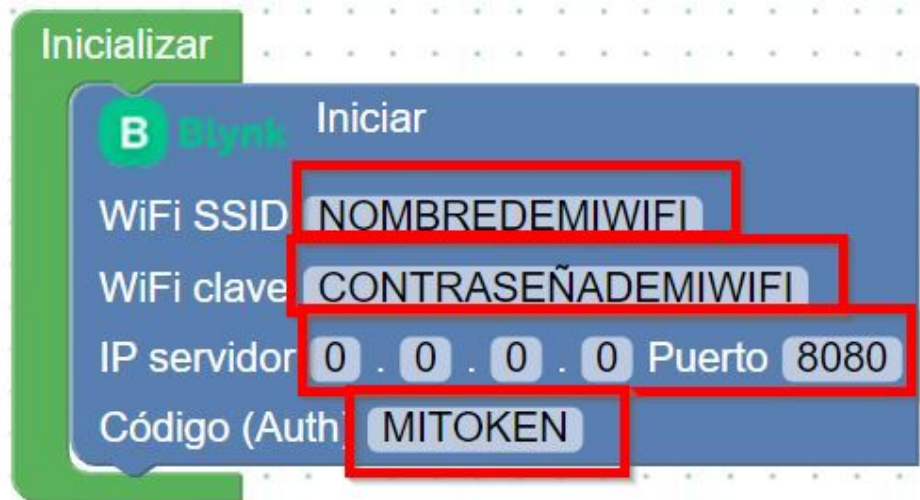 Inicializar
B Blynk Iniciar
WiFi SSID NOMBREDEMIWIFI
WiFi clave CONTRASEÑADEMIWIFI
IP servidor 0 . 0 . 0 . 0 Puerto 8080
Código (Auth) MITOKEN